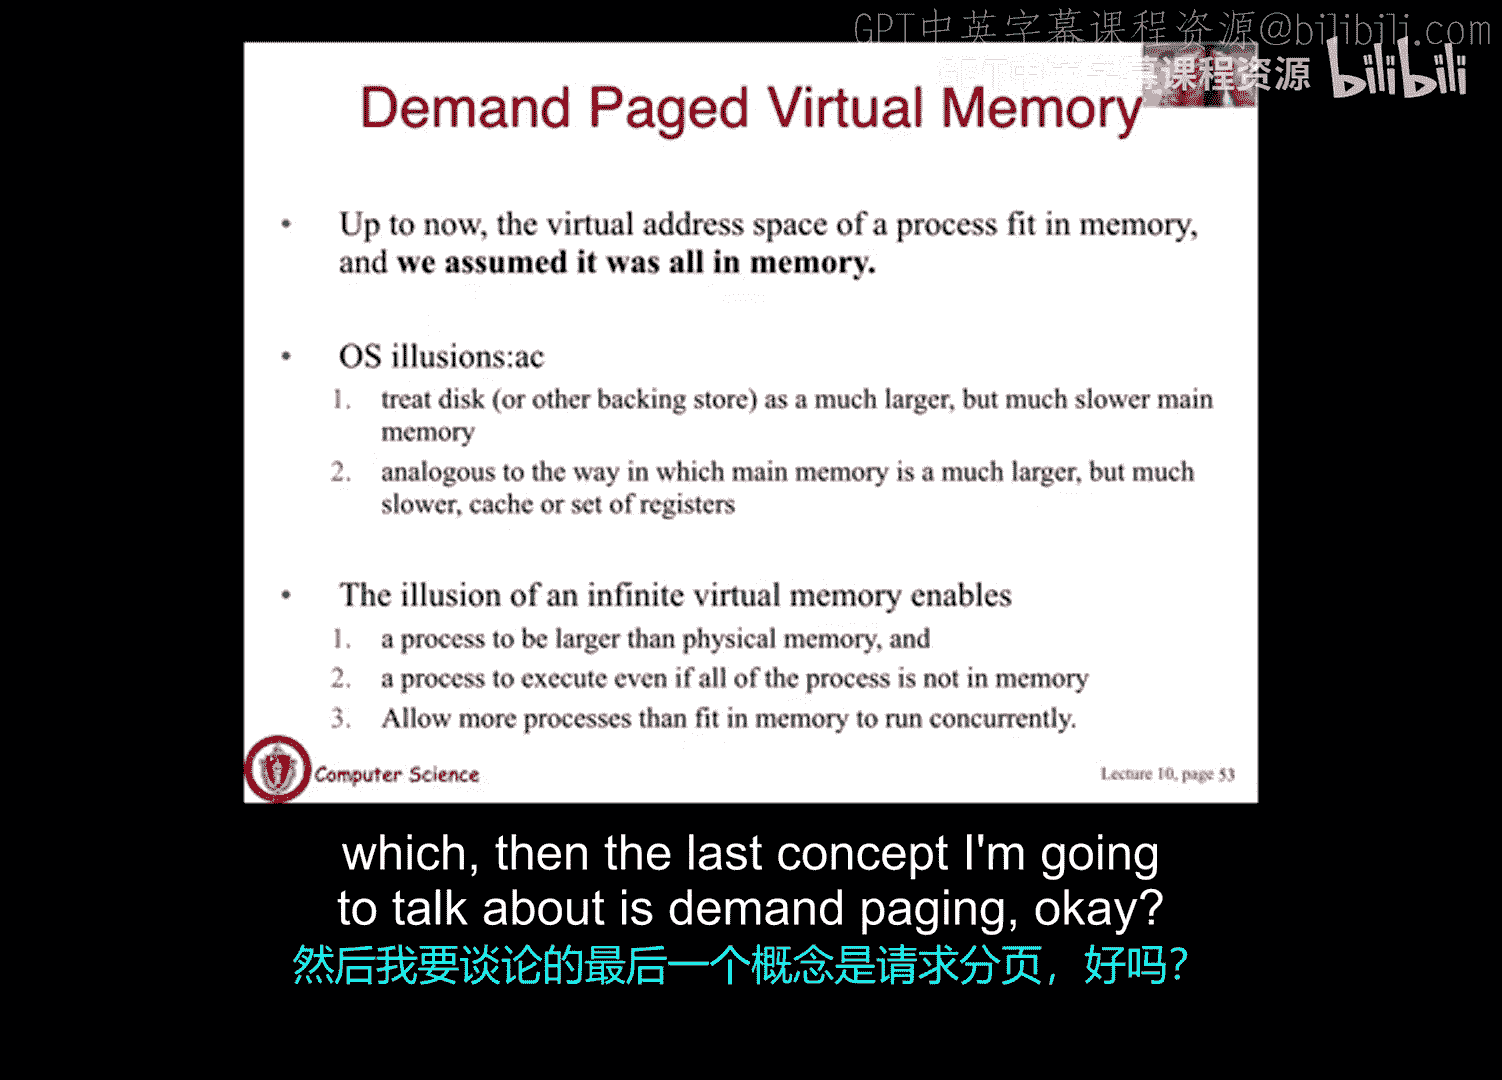 GPT中英字幕课程资源@bilibili.com
课程资源 bilibili
Demand Paged Virtual Memory
• Up to now, the virtual address space of a process fit in memory,
and we assumed it was all in memory.
• OS illusions:ac
1. treat disk (or other backing store) as a much larger, but much slower main
memory
2. analogous to the way in which main memory is a much larger, but much
slower, cache or set of registers
• The illusion of an infinite virtual memory enables
1. a process to be larger than physical memory, and
2. a process to execute even if all of the process is not in memory
3. Allow more processes than fit in memory to run concurrently.
Computer Science
Lecture 10, page 53
which, then the last concept I'm going
to talk about is demand paging, okay?
然后我要谈论的最后一个概念是请求分页，好吗？